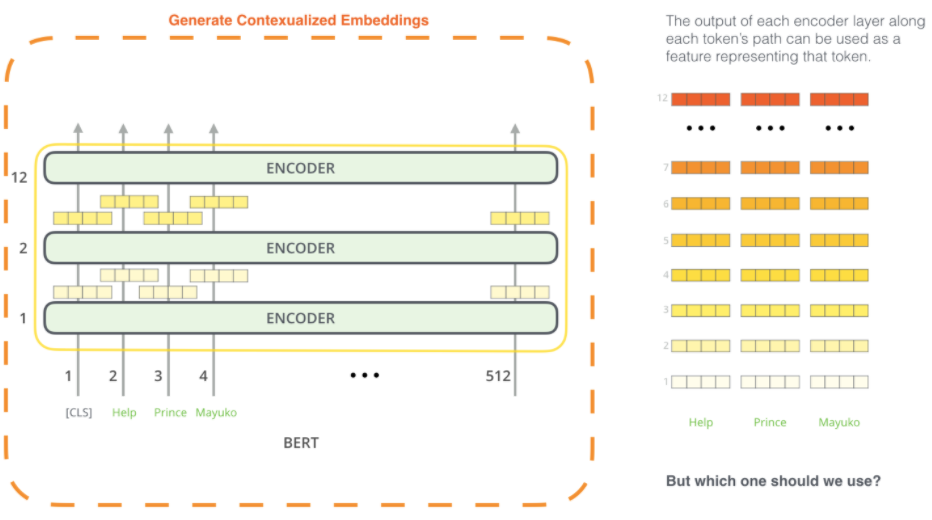 Generate Contexualized Embeddings
ENCODER
12
ENCODER
2
ENCODER
1
1 2 3 4 ••• 512
[CLS] Help Prince Mayuko
BERT
The output of each encoder layer along
each token's path can be used as a
feature representing that token.
12
••• ••• •••
7
6
5
4
3
2
1
Help Prince Mayuko
But which one should we use?